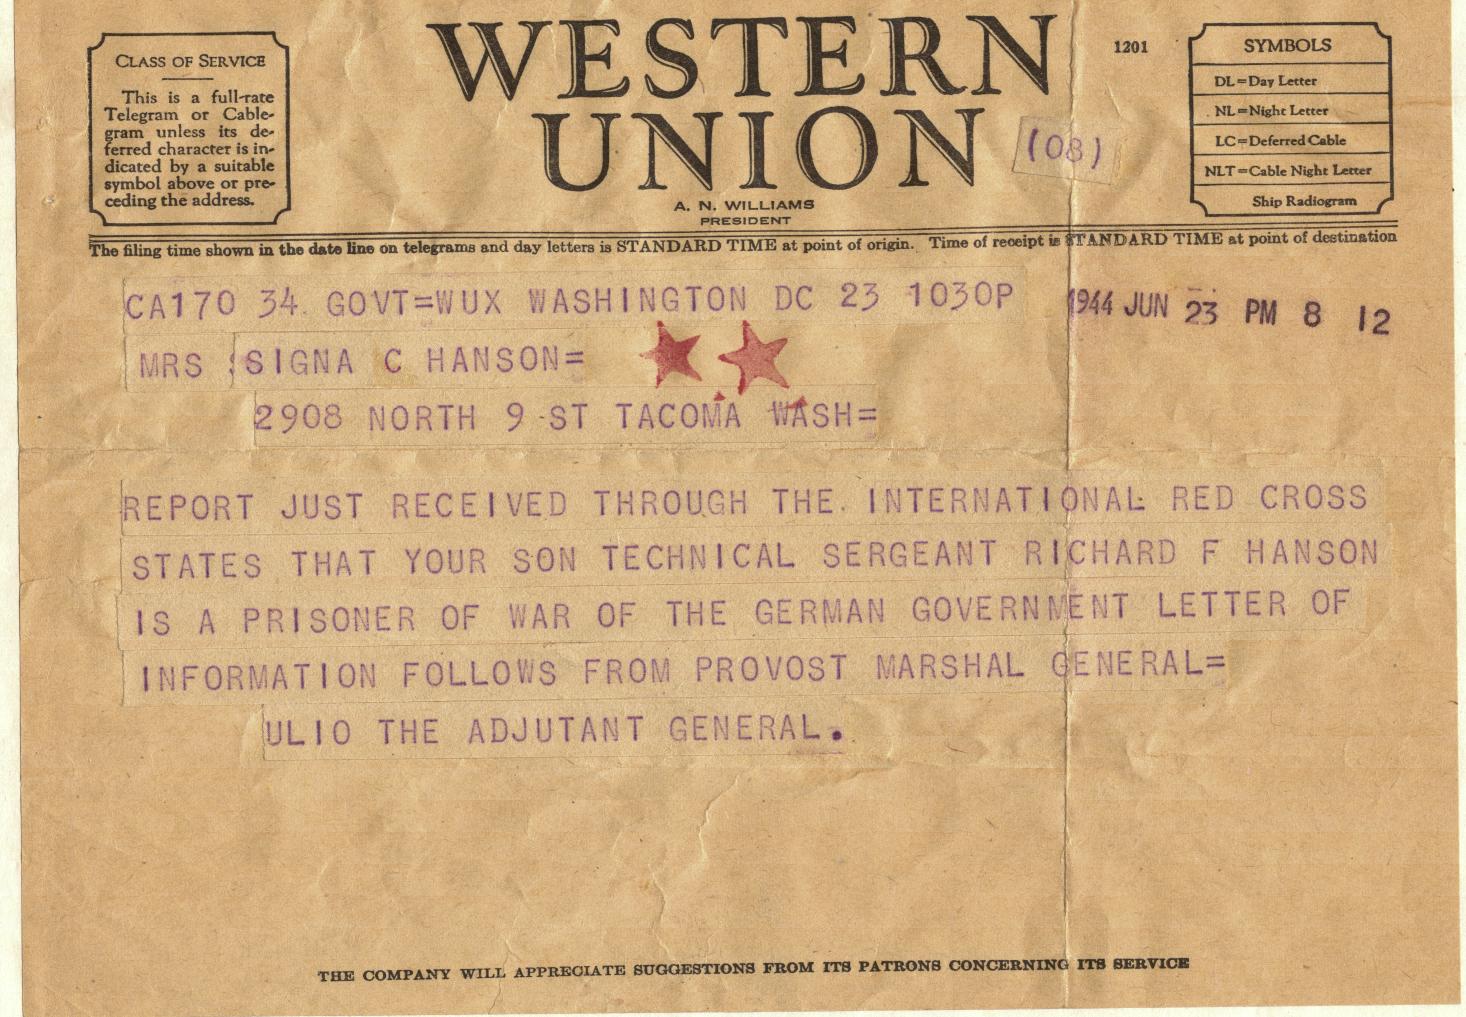 CLASS OF SERVICE
This is a full-rate
Telegram or Cable-
gram unless its de-
ferred character is in-
dicated by a suitable
symbol above or pre-
ceding the address.
WESTERN
UNION
A. N. WILLIAMS
PRESIDENT
1201
(08)
SYMBOLS
DL=Day Letter
NL=Night Letter
LC=Deferred Cable
NLT=Cable Night Letter
Ship Radiogram
The filing time shown in the date line on telegrams and day letters is STANDARD TIME at point of origin. Time of receipt is STANDARD TIME at point of destination
CA170 34 GOVT=WUX WASHINGTON DC 23 1030P
1944 JUN 23 PM 8 12
MRS SIGNA C HANSON=
2908 NORTH 9 ST TACOMA WASH=
REPORT JUST RECEIVED THROUGH THE INTERNATIONAL RED CROSS
STATES THAT YOUR SON TECHNICAL SERGEANT RICHARD F HANSON
IS A PRISONER OF WAR OF THE GERMAN GOVERNMENT LETTER OF
INFORMATION FOLLOWS FROM PROVOST MARSHAL GENERAL=
ULIO THE ADJUTANT GENERAL.
THE COMPANY WILL APPRECIATE SUGGESTIONS FROM ITS PATRONS CONCERNING ITS SERVICE